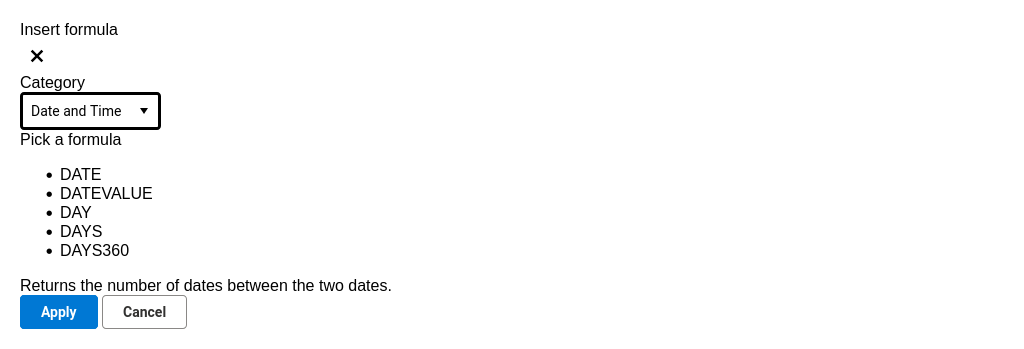 Insert formula
Category
Date and Time
Pick a formula
DATE
DATEVALUE
DAY
DAYS
DAYS360
Returns the number of dates between the two dates.
Apply Cancel